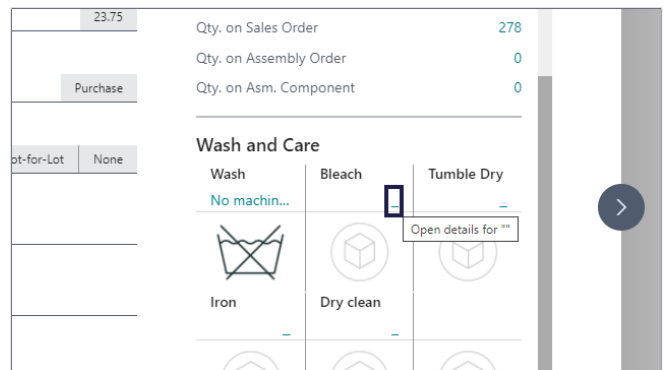 23.75
Purchase
ot-for-Lot None
Qty. on Sales Order 278
Qty. on Assembly Order 0
Qty. on Asm. Component 0
Wash and Care
Wash Bleach Tumble Dry
No machin... _ _
Open details for ""
Iron Dry clean
_ _